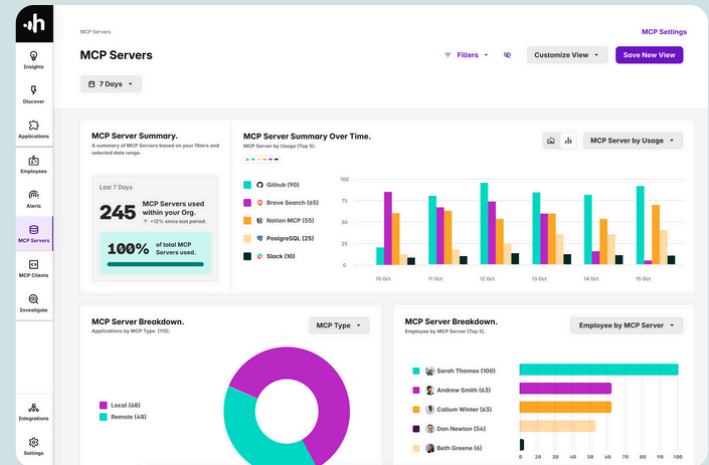 MCP Servers
MCP Settings
MCP Servers
Filters
Customize View
Save New View
7 Days
Insights
Discover
Applications
Employees
Alerts
MCP Servers
MCP Clients
Investigate
Integrations
Settings
MCP Server Summary.
A summary of MCP Servers based on your filters and
selected date range.
Last 7 Days
245
MCP Servers used
within your Org.
+12% since last period.
100%
of total MCP
Servers used.
MCP Server Summary Over Time.
MCP Server by Usage (Top 5).
MCP Server by Usage
Github (90)
Brave Search (65)
Notion MCP (55)
PostgreSQL (25)
Slack (10)
100
75
50
25
0
10 Oct
11 Oct
12 Oct
13 Oct
14 Oct
15 Oct
MCP Server Breakdown.
Applications by MCP Type (115).
MCP Type
Local (68)
Remote (48)
MCP Server Breakdown.
Employee by MCP Server (Top 5).
Employee by MCP Server
Sarah Thomas (100)
Andrew Smith (63)
Callum Winter (63)
Dan Newton (54)
Beth Greene (6)
0 20 30 40 50 60 70 80 90 100